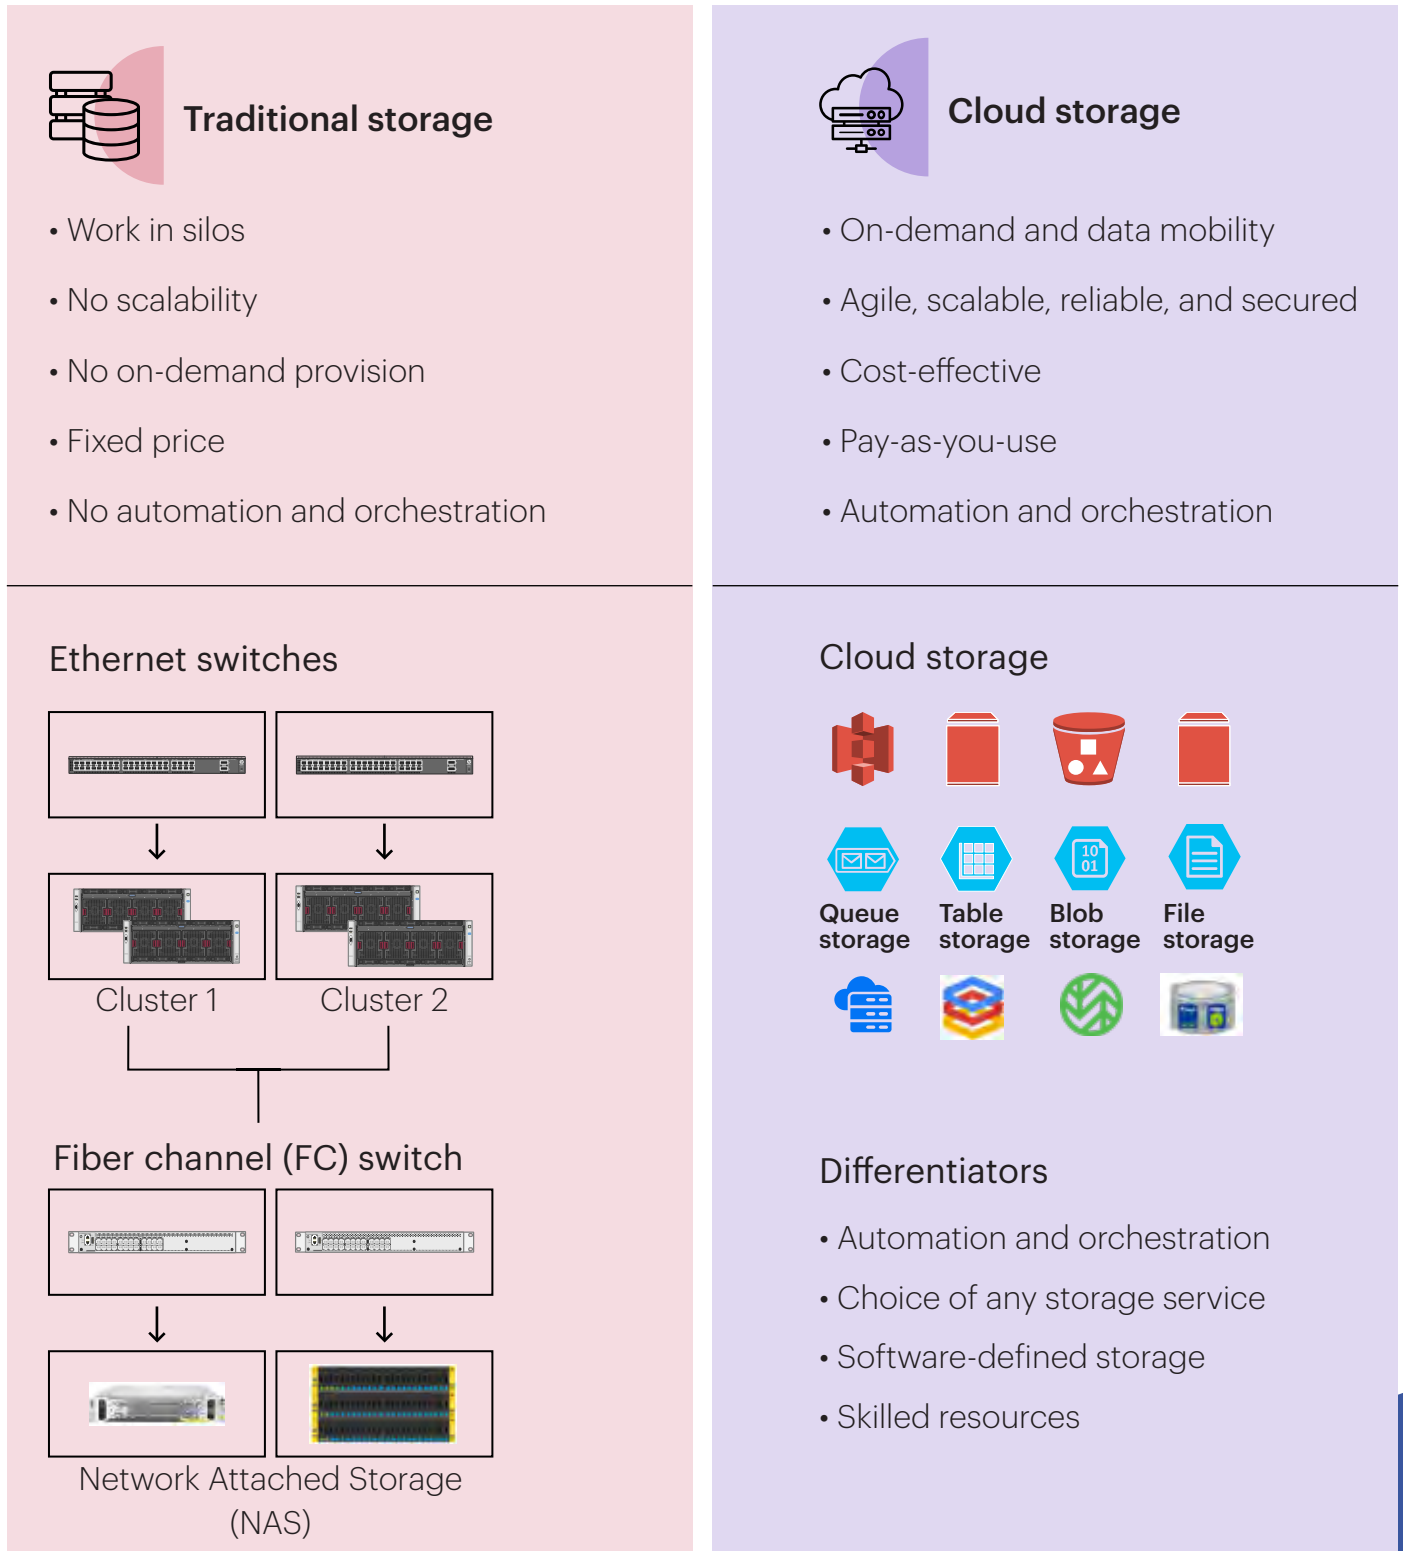 Traditional storage
• Work in silos
• No scalability
• No on-demand provision
• Fixed price
• No automation and orchestration
Ethernet switches
Cluster 1
Cluster 2
Fiber channel (FC) switch
Network Attached Storage
(NAS)
Cloud storage
• On-demand and data mobility
• Agile, scalable, reliable, and secured
• Cost-effective
• Pay-as-you-use
• Automation and orchestration
Cloud storage
10
01
Queue
storage
Table
storage
Blob
storage
File
storage
Differentiators
• Automation and orchestration
• Choice of any storage service
• Software-defined storage
• Skilled resources